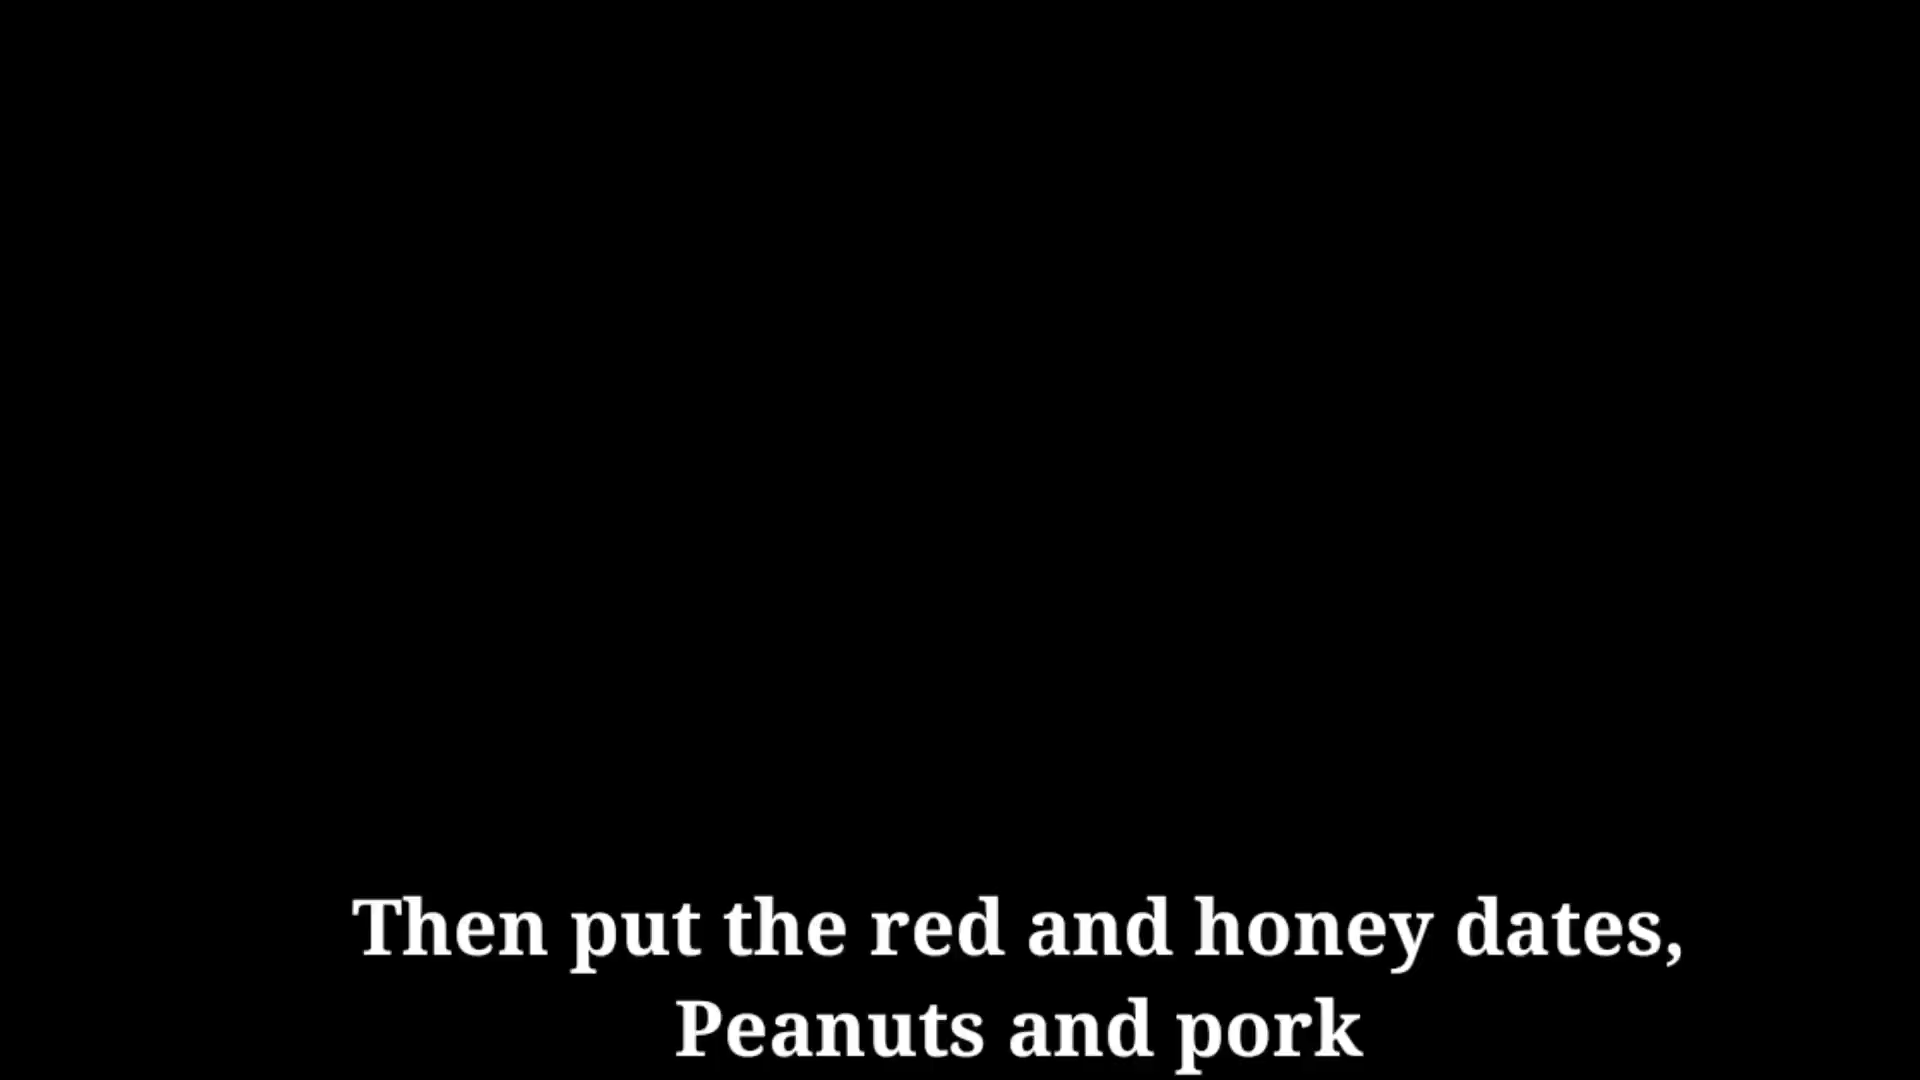 Then put the red and honey dates,
Peanuts and pork